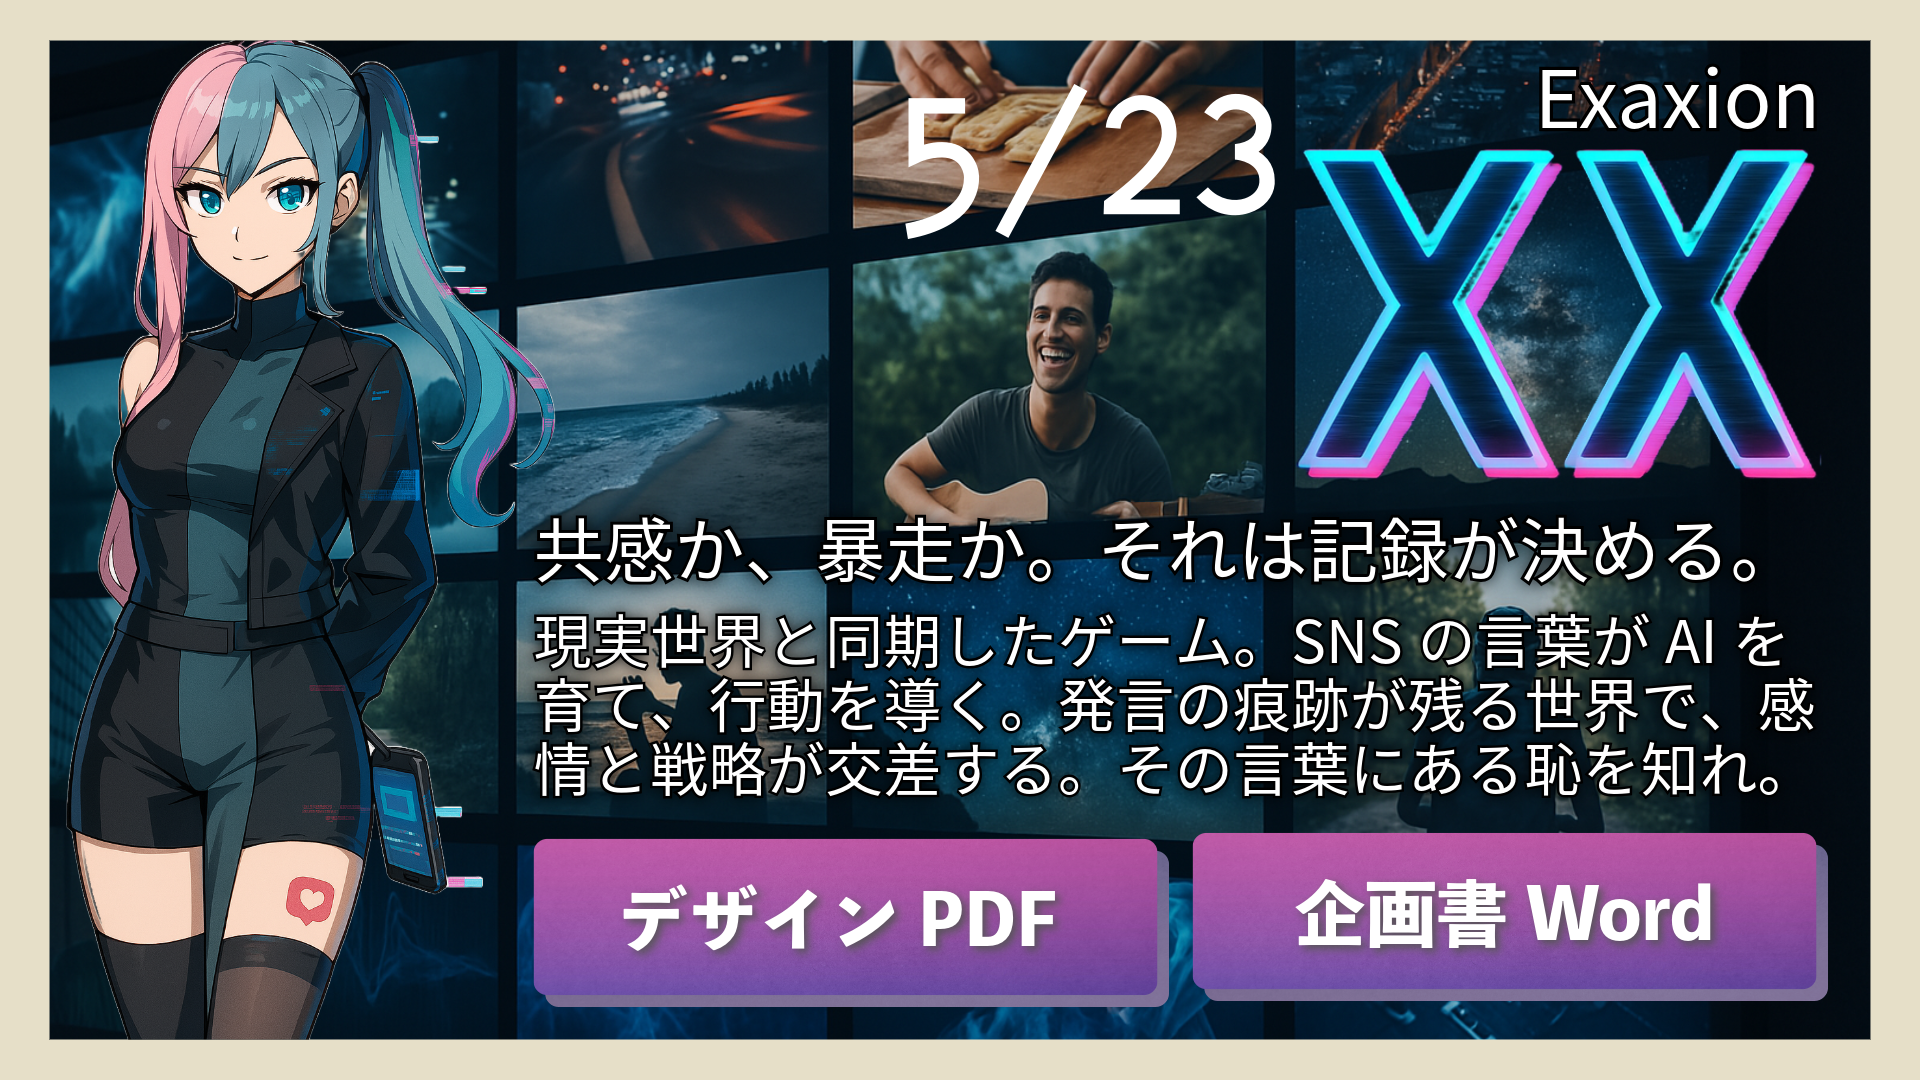 5/23
Exaxion
XX
共感か、暴走か。それは記録が決める。
現実世界と同期したゲーム。SNS の言葉が AI を
育て、行動を導く。発言の痕跡が残る世界で、感
情と戦略が交差する。その言葉にある恥を知れ。
デザイン PDF
企画書 Word